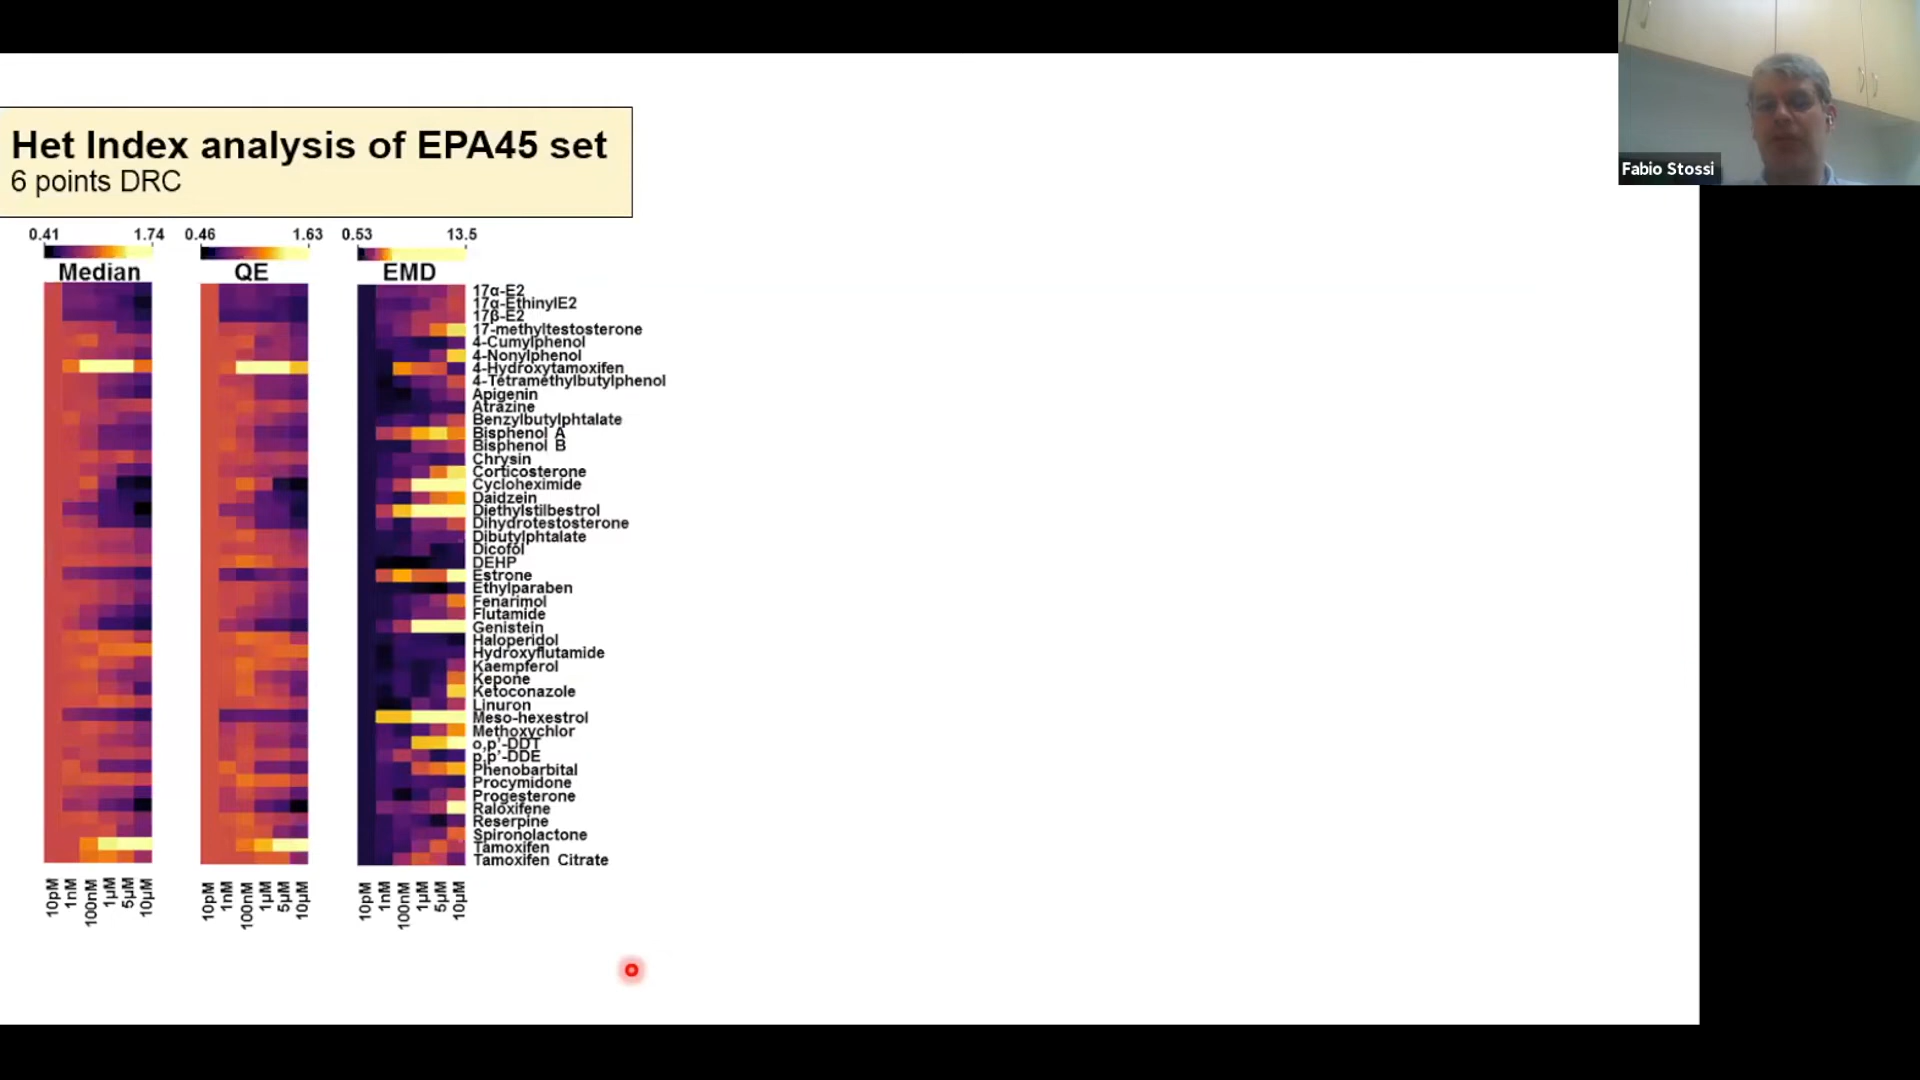 Het Index analysis of EPA45 set
6 points DRC
0.41 1.74 0.46 1.63 0.53 13.5
Median QE EMD
17α-E2
17α-EthinylE2
17β-E2
17-methyltestosterone
4-Cumylphenol
4-Nonylphenol
4-Hydroxytamoxifen
4-Tetramethylbutylphenol
Apigenin
Atrazine
Benzylbutylphtalate
Bisphenol A
Bisphenol B
Chrysin
Corticosterone
Cycloheximide
Daidzein
Diethylstilbestrol
Dihydrotestosterone
Dibutylphtalate
Dicofol
DEHP
Estrone
Ethylparaben
Fenarimol
Flutamide
Genistein
Haloperidol
Hydroxyflutamide
Kaempferol
Kepone
Ketoconazole
Linuron
Meso-hexestrol
Methoxychlor
o,p'-DDT
p,p'-DDE
Phenobarbital
Procymidone
Progesterone
Raloxifene
Reserpine
Spironolactone
Tamoxifen
Tamoxifen Citrate
10pM 1nM 100nM 1µM 5µM 10µM 10pM 1nM 100nM 1µM 5µM 10µM 10pM 1nM 100nM 1µM 5µM 10µM
Fabio Stossi